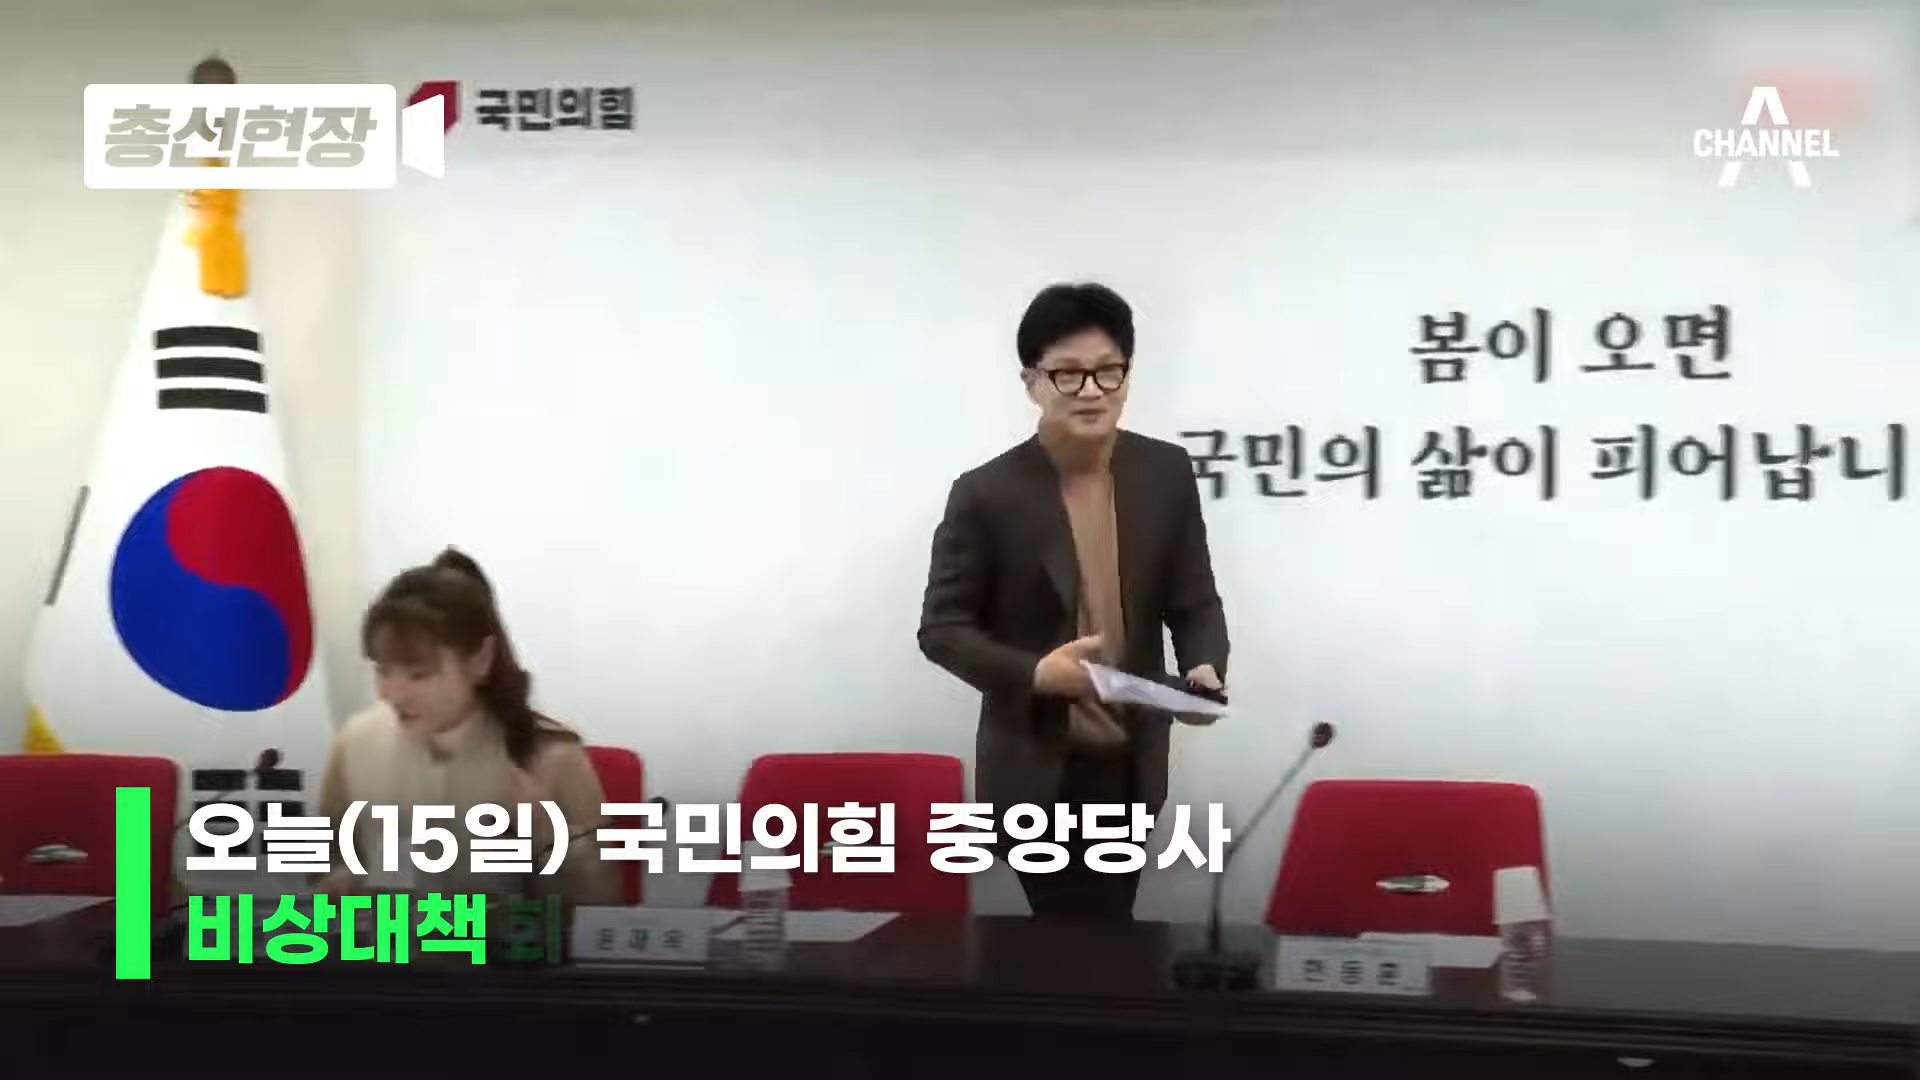 총선현장
국민의힘
CHANNEL A
봄이 오면
국민의 삶이 피어납니
오늘(15일) 국민의힘 중앙당사
비상대책 회